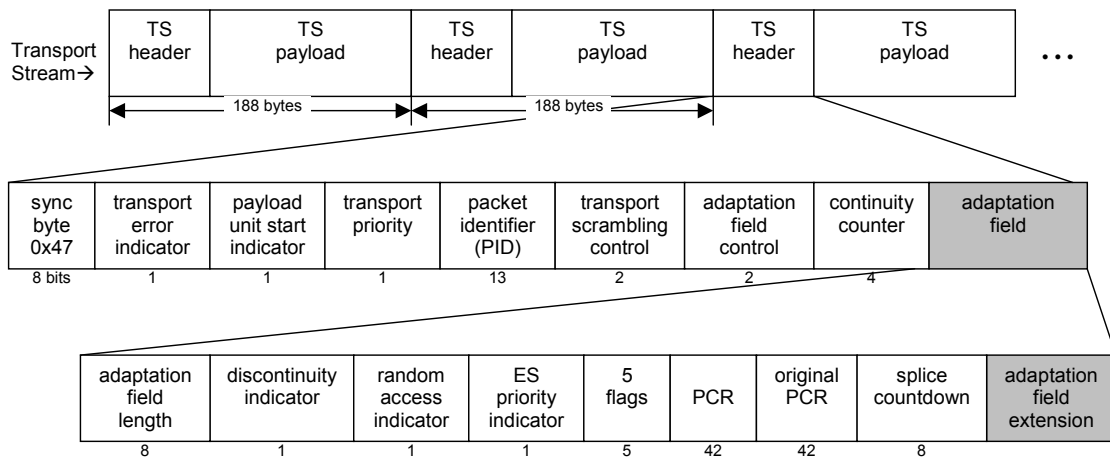 Transport
Stream→
TS
header
TS
payload
TS
header
TS
payload
TS
header
TS
payload
...
188 bytes
188 bytes
sync
byte
0x47
transport
error
indicator
payload
unit start
indicator
transport
priority
packet
identifier
(PID)
transport
scrambling
control
adaptation
field
control
continuity
counter
adaptation
field
8 bits
1
1
1
13
2
2
4
adaptation
field
length
discontinuity
indicator
random
access
indicator
ES
priority
indicator
5
flags
PCR
original
PCR
splice
countdown
adaptation
field
extension
8
1
1
1
5
42
42
8